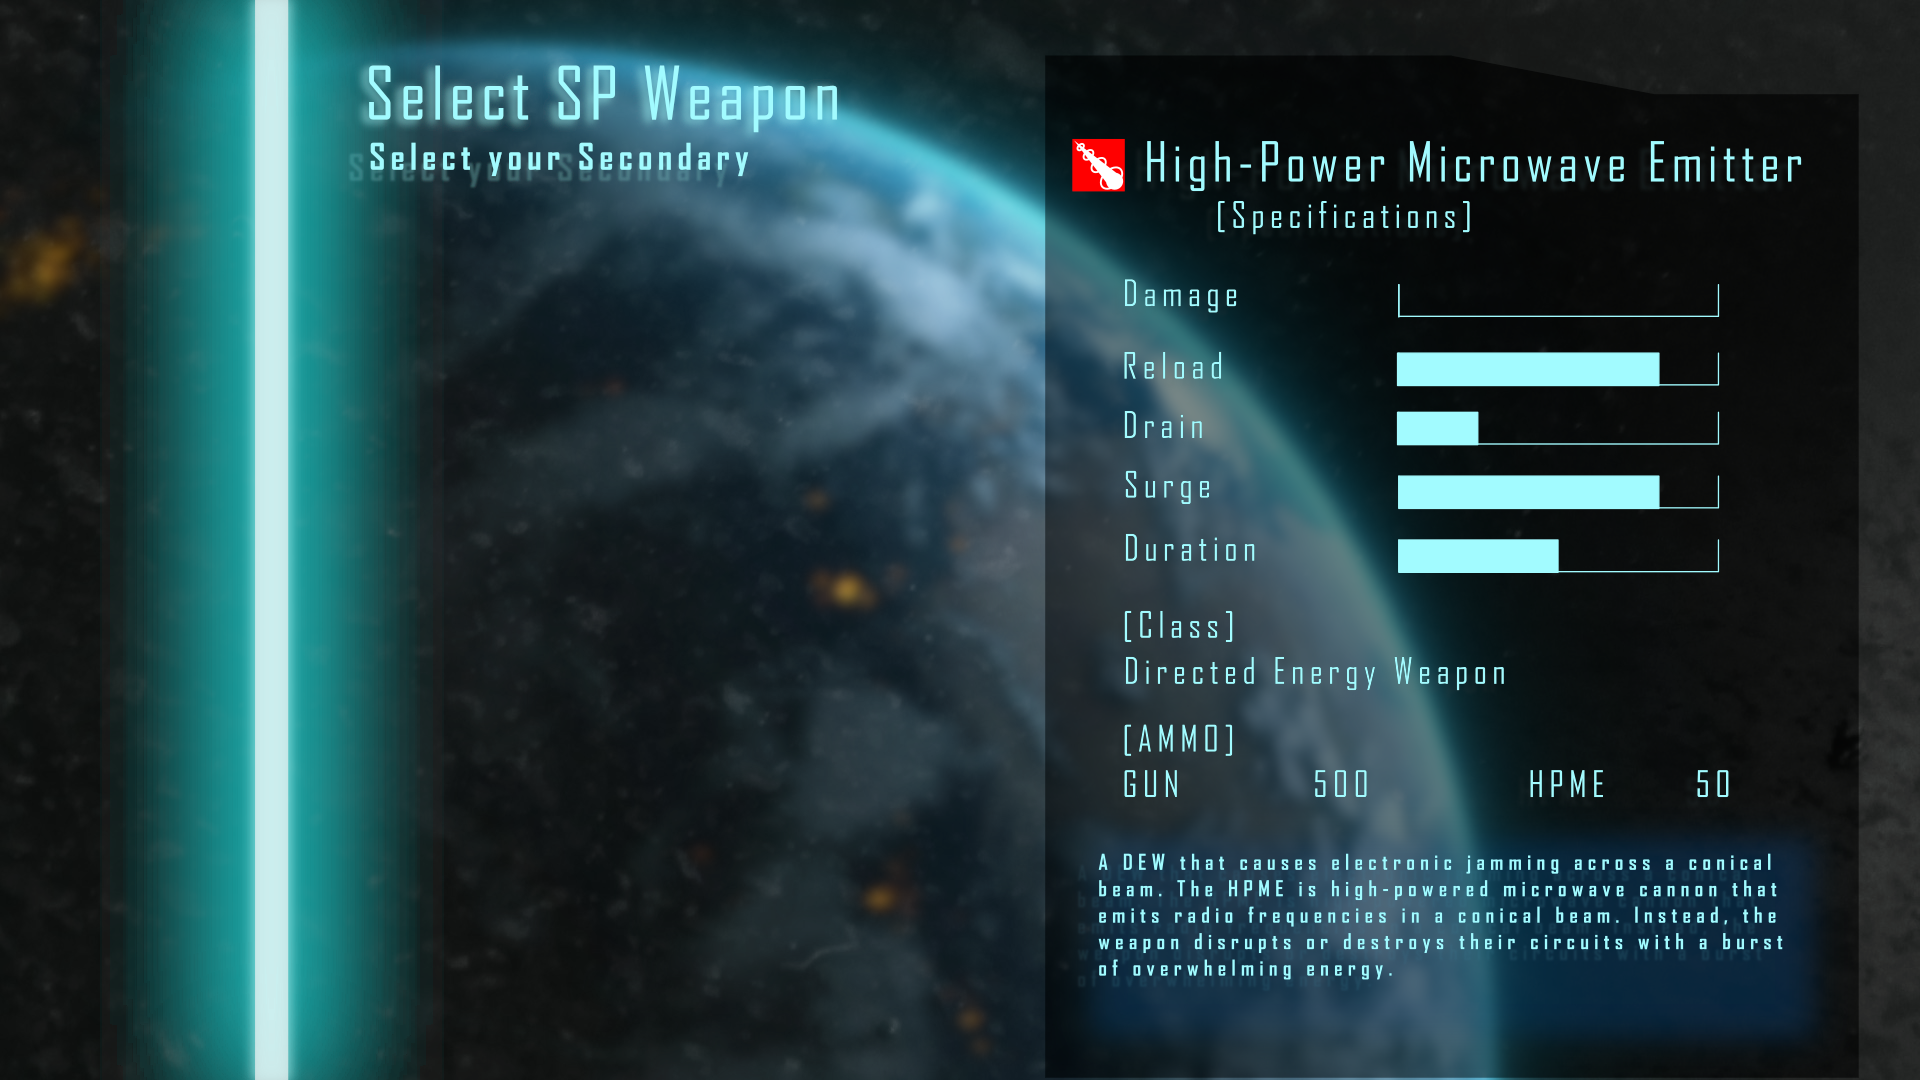 Select SP Weapon
Select your Secondary
High-Power Microwave Emitter
[Specifications]
Damage
Reload
Drain
Surge
Duration
[Class]
Directed Energy Weapon
[AMMO]
GUN 500 HPME 50
A DEW that causes electronic jamming across a conical
beam. The HPME is high-powered microwave cannon that
emits radio frequencies in a conical beam. Instead, the
weapon disrupts or destroys their circuits with a burst
of overwhelming energy.